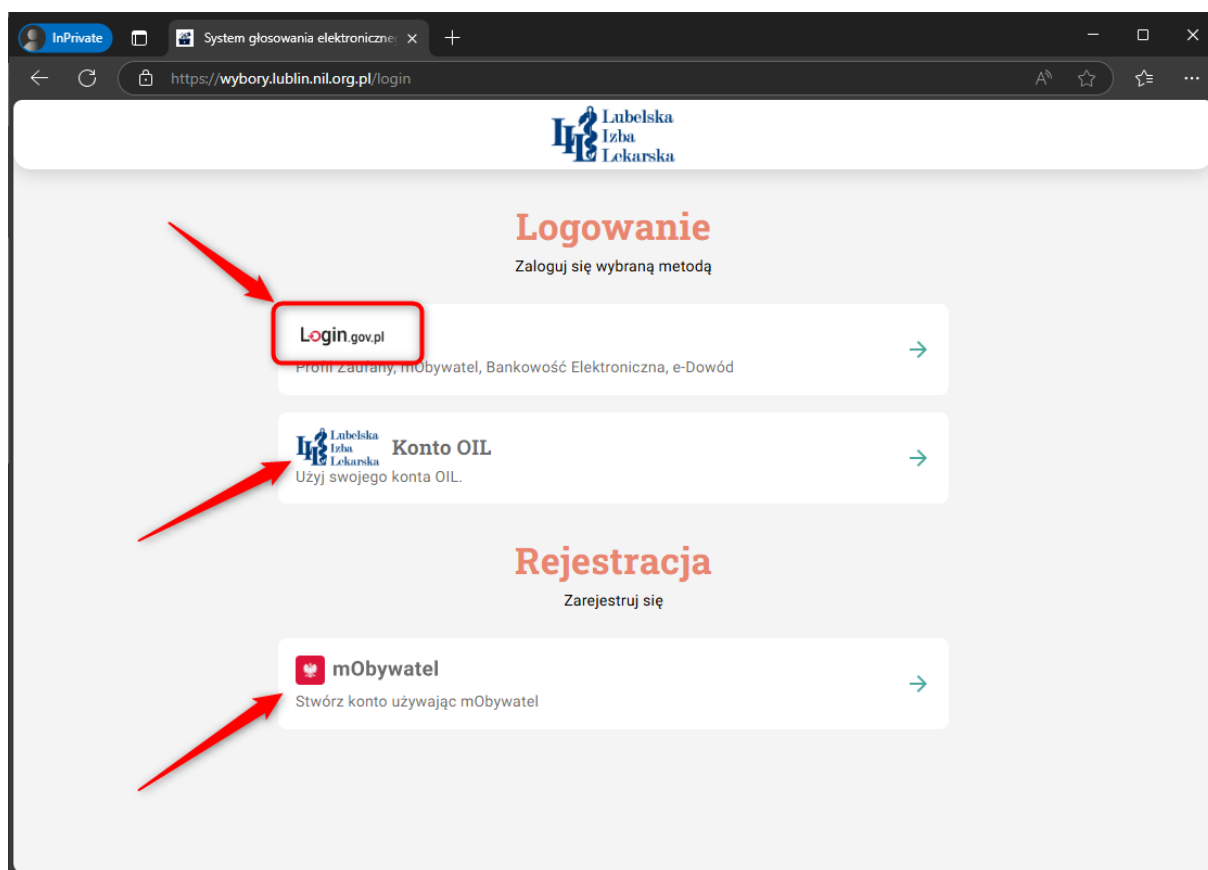 InPrivate
System głosowania elektroniczne
https://wybory.lublin.nil.org.pl/login
Lubelska
Izba
Lekarska
Logowanie
Zaloguj się wybraną metodą
Login.gov.pl
Profil Zaufany, mObywatel, Bankowość Elektroniczna, e-Dowód
Lubelska
Izba
Lekarska
Konto OIL
Użyj swojego konta OIL.
Rejestracja
Zarejestruj się
mObywatel
Stwórz konto używając mObywatel